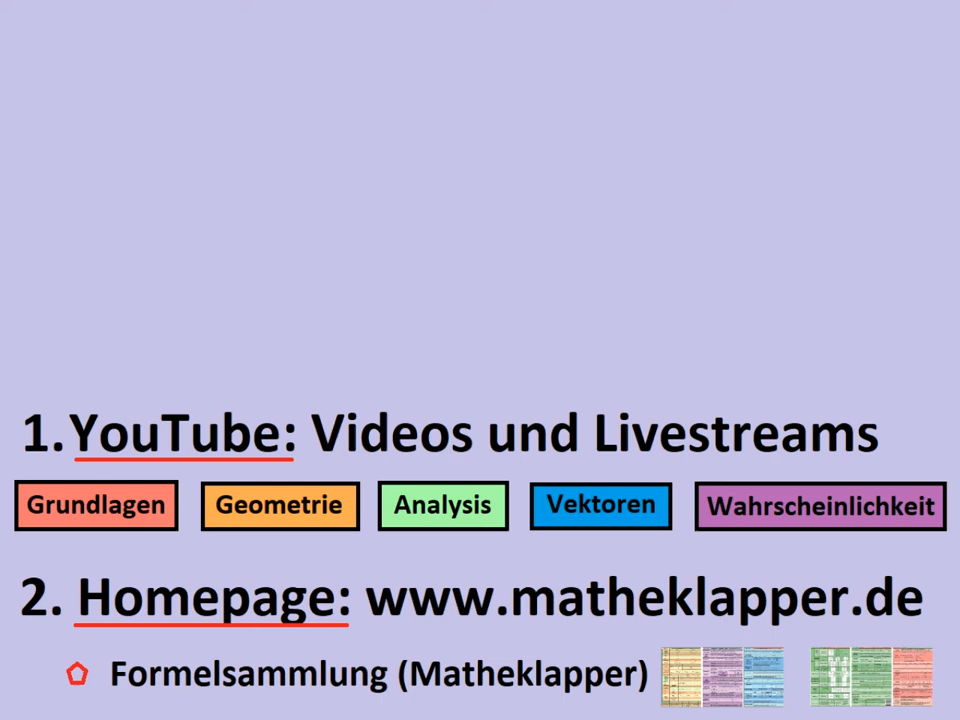 1. YouTube: Videos und Livestreams
Grundlagen Geometrie Analysis Vektoren Wahrscheinlichkeit
2. Homepage: www.matheklapper.de
Formelsammlung (Matheklapper)